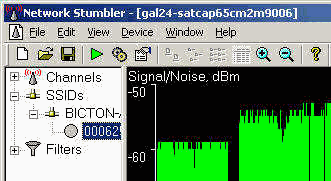 Network Stumbler - [gal24-satcap65cm2m9006]
File Edit View Device Window Help
Channels
SSIDs
BICTON-
Filters
Signal/Noise, dBm
-50
-60